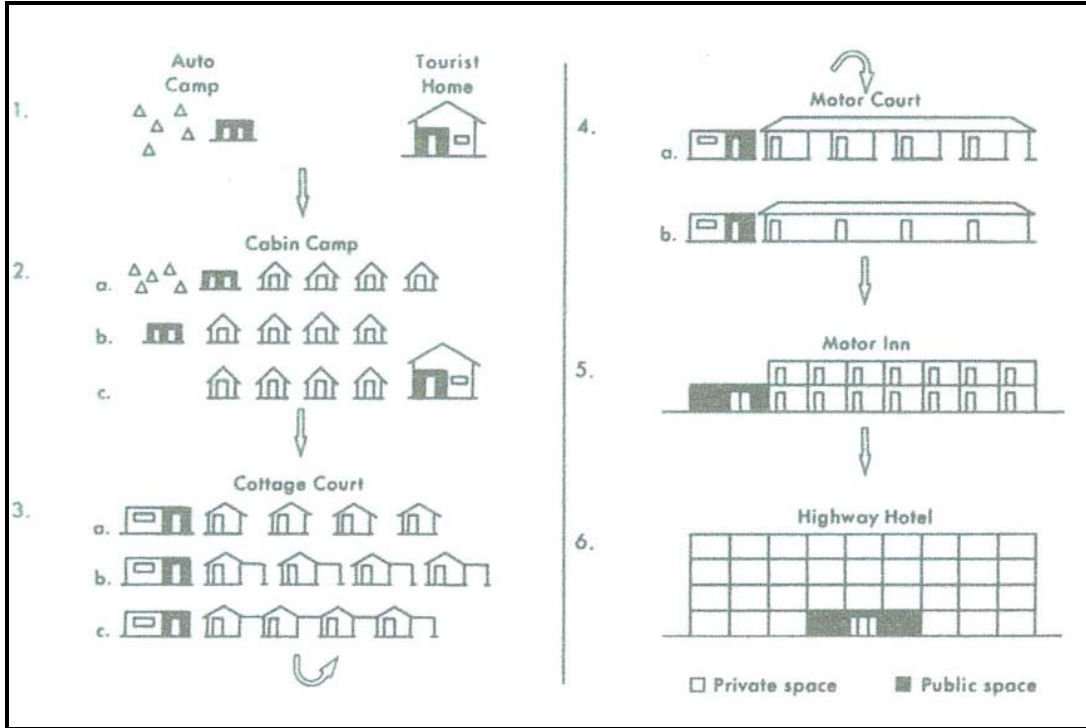 1.
Auto
Camp
Tourist
Home
Cabin Camp
2.
a.
b.
c.
Cottage Court
3.
a.
b.
c.
4.
Motor Court
a.
b.
Motor Inn
5.
Highway Hotel
6.
Private space
Public space